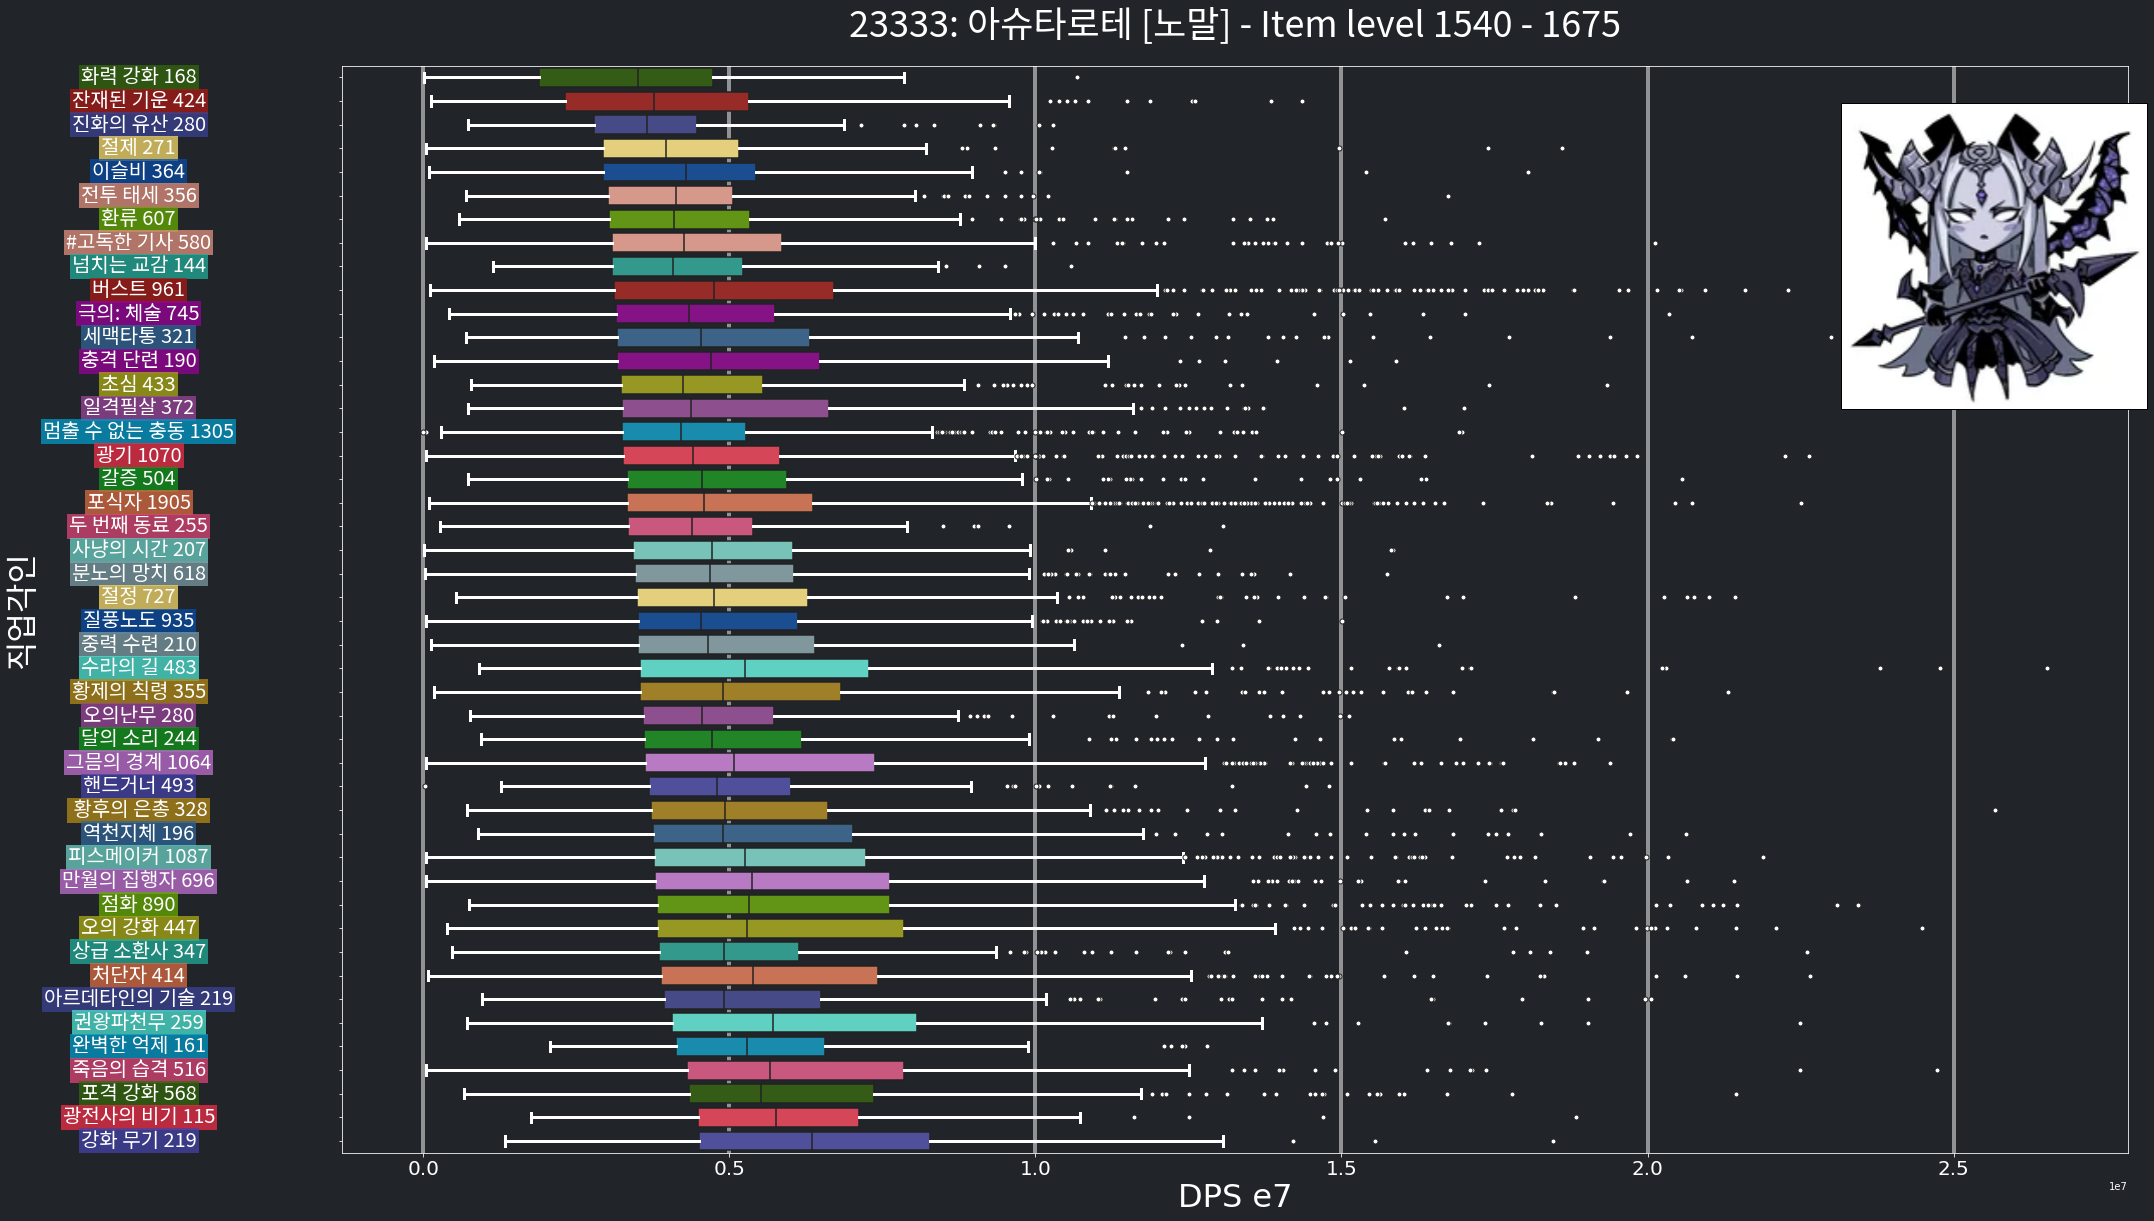 23333: 아슈타로테 [노말] - Item level 1540 - 1675
화력 강화 168
잔재된 기운 424
진화의 유산 280
절제 271
이슬비 364
전투 태세 356
환류 607
#고독한 기사 580
넘치는 교감 144
버스트 961
극의: 체술 745
세맥타통 321
충격 단련 190
초심 433
일격필살 372
멈출 수 없는 충동 1305
광기 1070
갈증 504
포식자 1905
두 번째 동료 255
사냥의 시간 207
분노의 망치 618
절정 727
질풍노도 935
중력 수련 210
수라의 길 483
황제의 칙령 355
오의난무 280
달의 소리 244
그믐의 경계 1064
핸드거너 493
황후의 은총 328
역천지체 196
피스메이커 1087
만월의 집행자 696
점화 890
오의 강화 447
상급 소환사 347
처단자 414
아르데타인의 기술 219
권왕파천무 259
완벽한 억제 161
죽음의 습격 516
포격 강화 568
광전사의 비기 115
강화 무기 219
직업각인
0.0 0.5 1.0 1.5 2.0 2.5
DPS e7
1e7